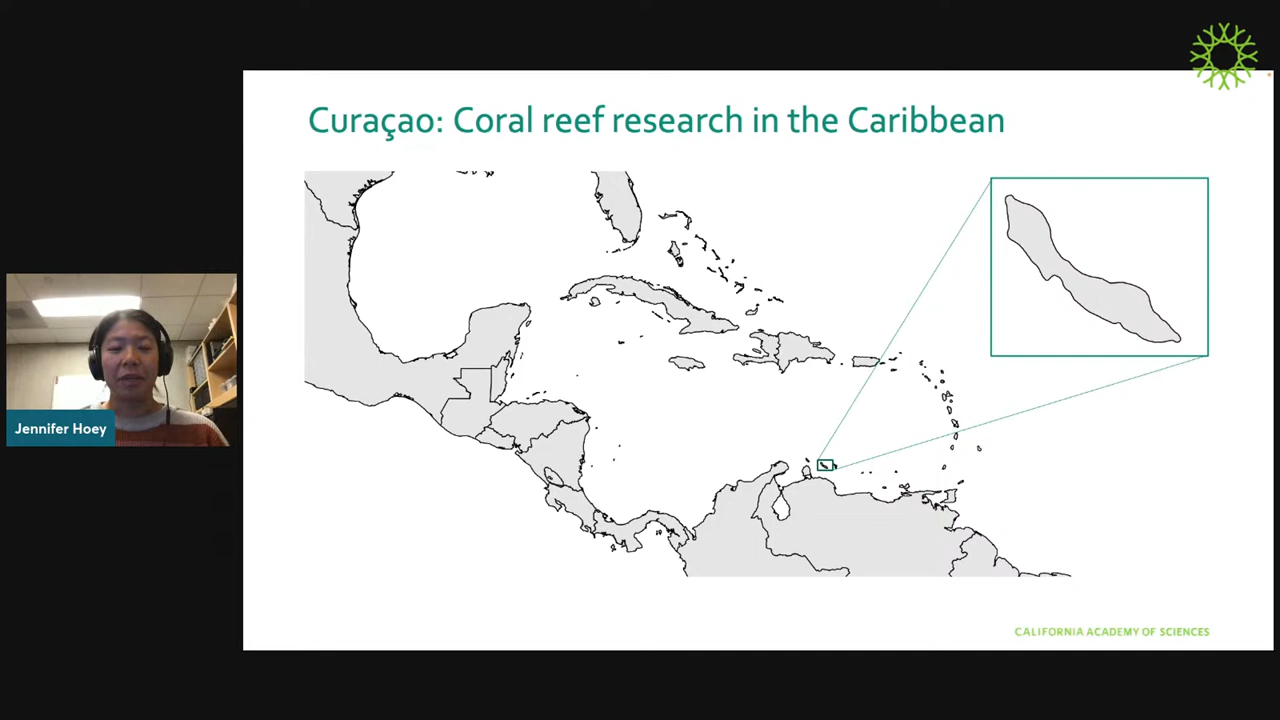 Curaçao: Coral reef research in the Caribbean
Jennifer Hoey
CALIFORNIA ACADEMY OF SCIENCES